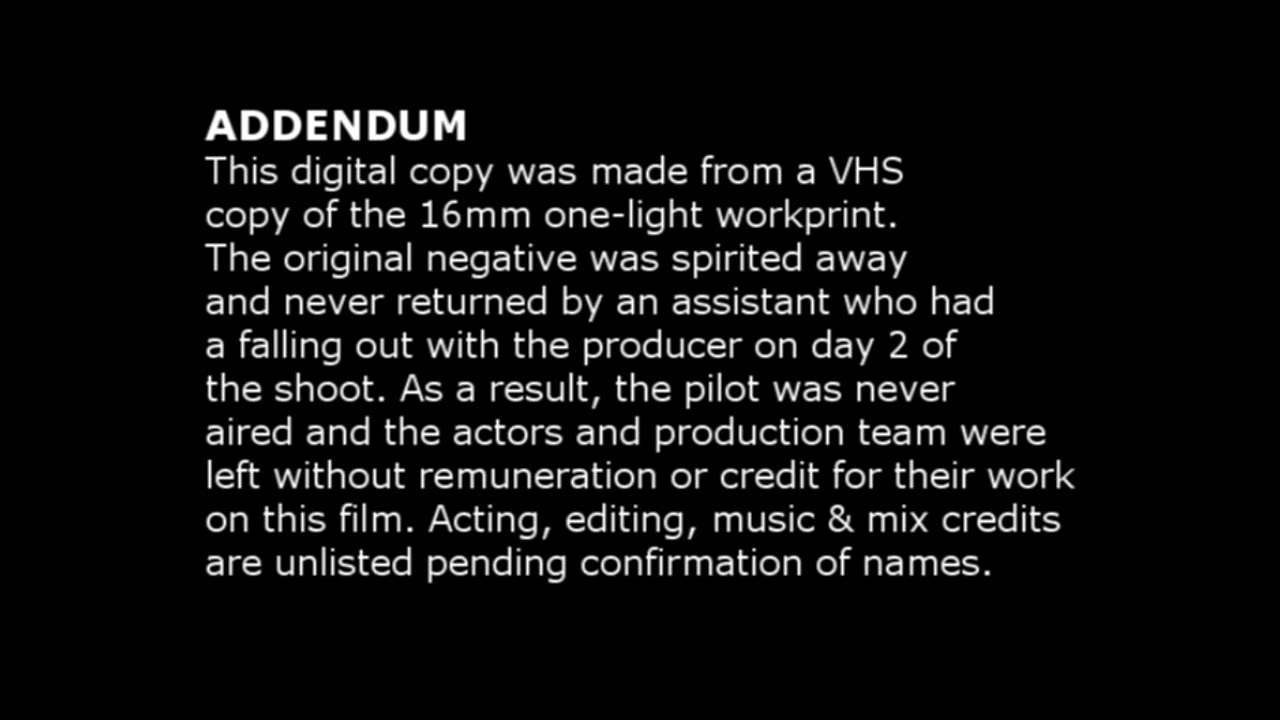 ADDENDUM
This digital copy was made from a VHS
copy of the 16mm one-light workprint.
The original negative was spirited away
and never returned by an assistant who had
a falling out with the producer on day 2 of
the shoot. As a result, the pilot was never
aired and the actors and production team were
left without remuneration or credit for their work
on this film. Acting, editing, music & mix credits
are unlisted pending confirmation of names.